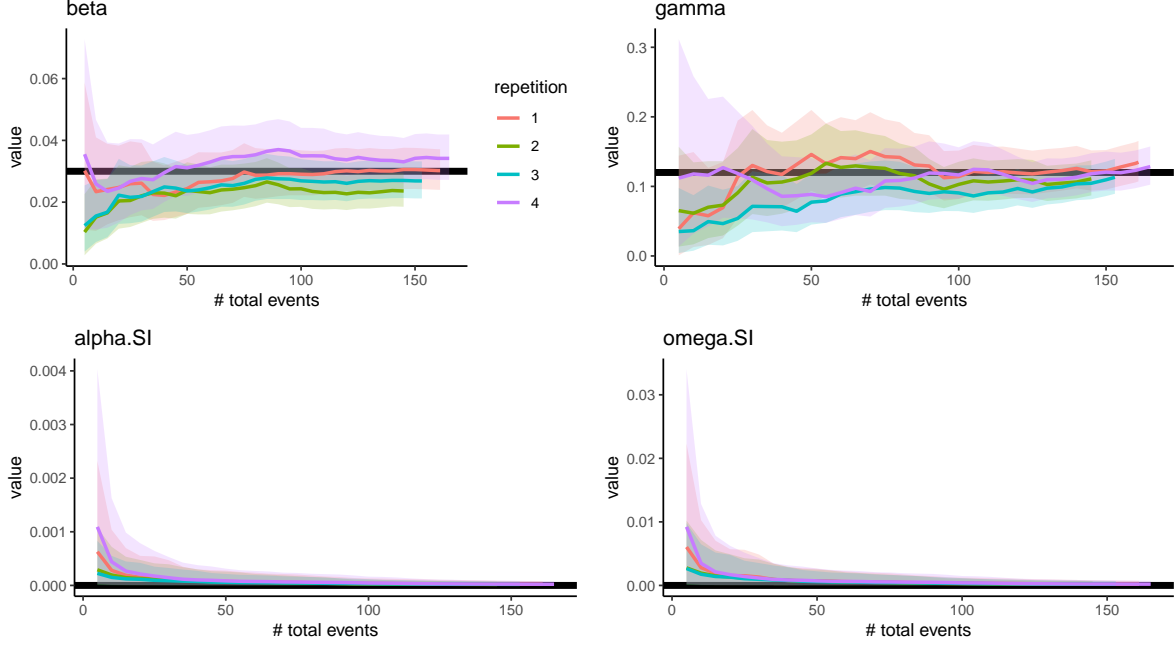 beta
value
0.06
0.04
0.02
0.00
0
50
100
150
# total events
repetition
1
2
3
4
gamma
value
0.3
0.2
0.1
0.0
0
50
100
150
# total events
alpha.SI
value
0.004
0.003
0.002
0.001
0.000
0
50
100
150
# total events
omega.SI
value
0.03
0.02
0.01
0.00
0
50
100
150
# total events